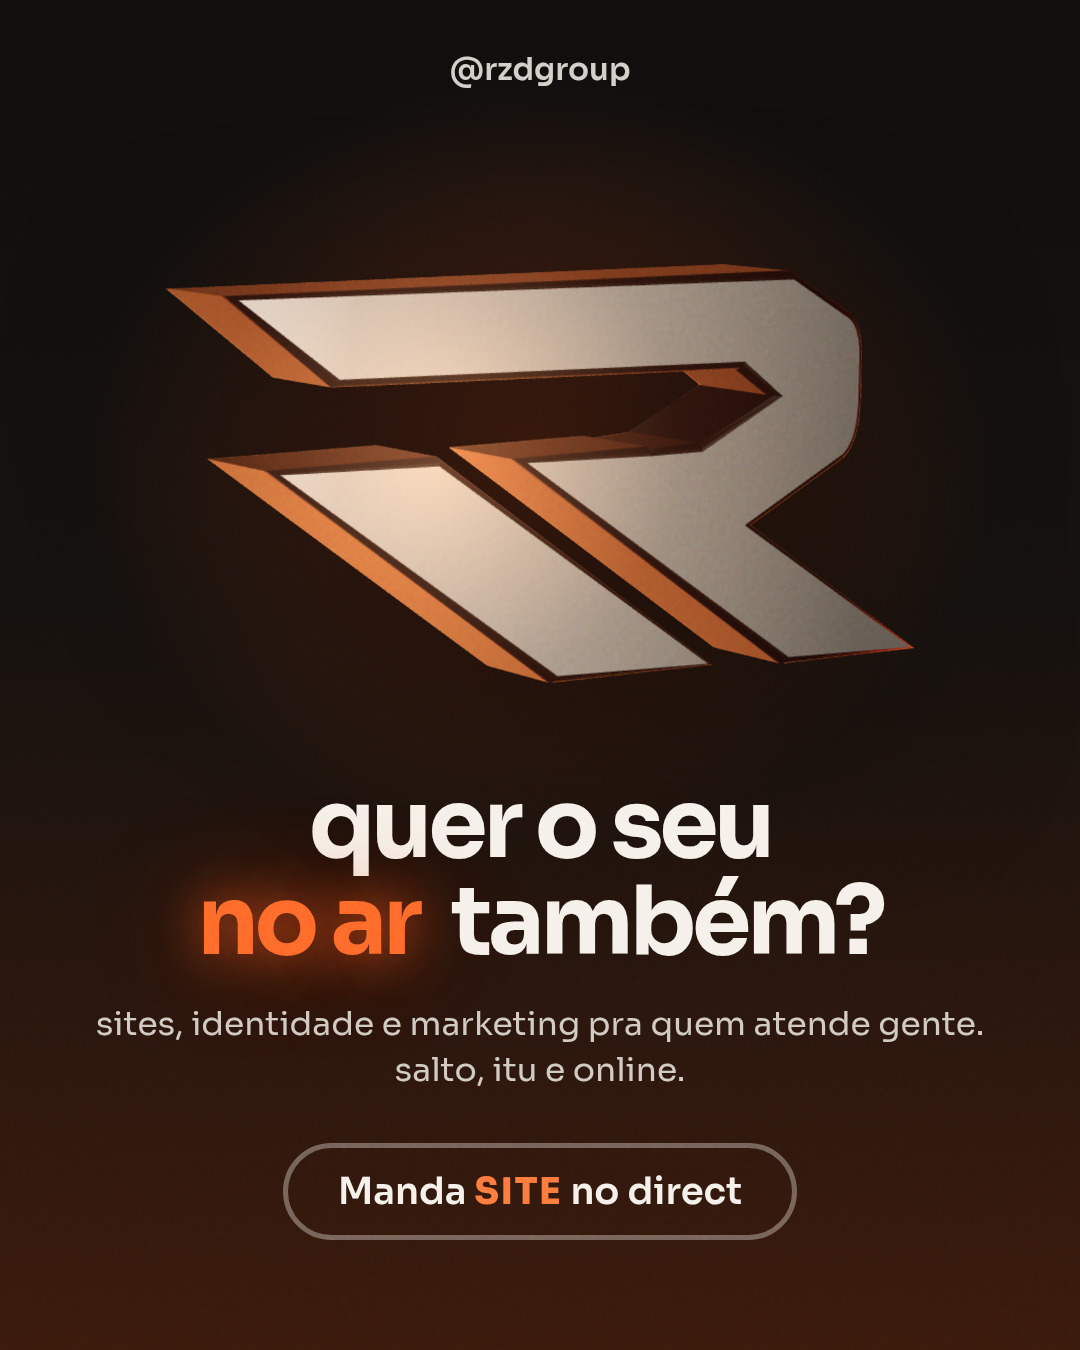 @rzdgroup
quer o seu
no ar também?
sites, identidade e marketing pra quem atende gente.
salto, itu e online.
Manda SITE no direct